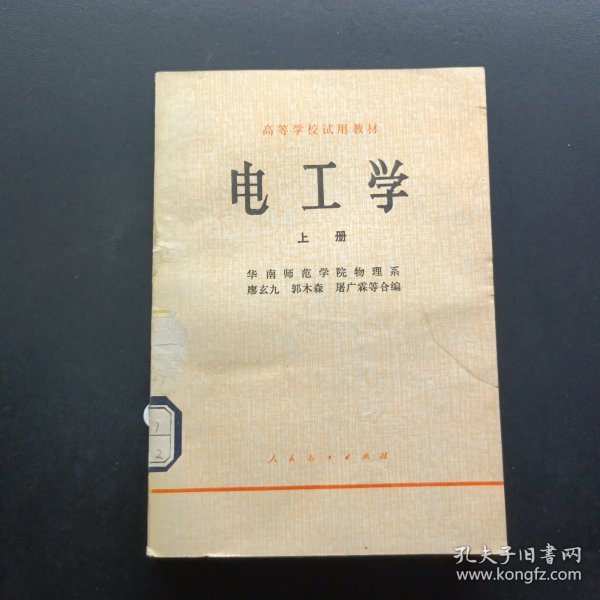 高等学校试用教材
电工学
上册
华南师范学院物理系
廖玄九 郭木森 屠广霖等合编
7
2
人民教育出版社
孔夫子旧书网
www.kongfz.com